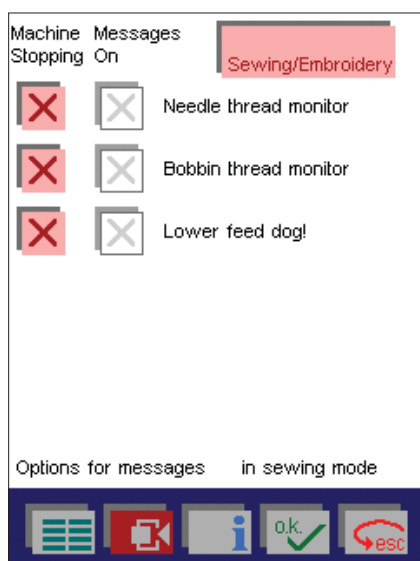 Machine Messages
Stopping On
Sewing/Embroidery
Needle thread monitor
Bobbin thread monitor
Lower feed dog!
Options for messages in sewing mode
i o.k. esc